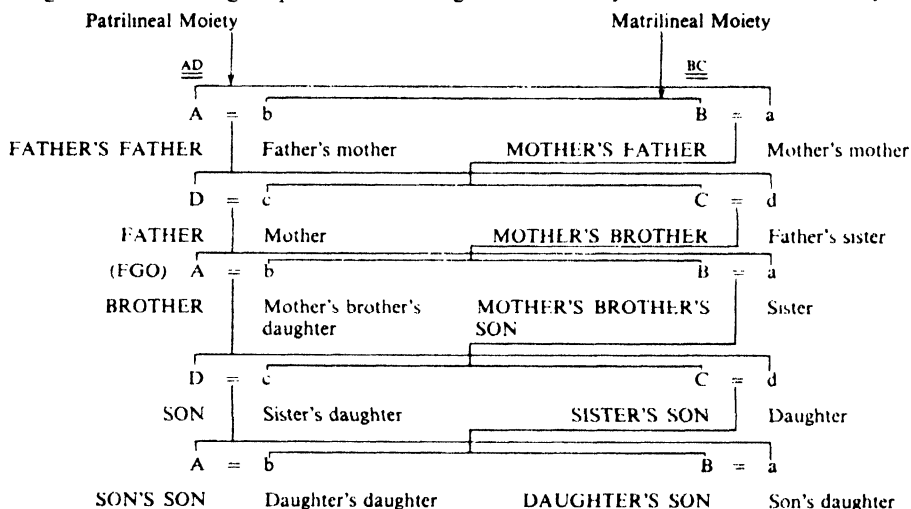 Patrilineal Moiety Matrilineal Moiety
AD BC
A = b B = a
FATHER'S FATHER Father's mother MOTHER'S FATHER Mother's mother
D = c C = d
FATHER Mother MOTHER'S BROTHER Father's sister
(EGO) A = b B = a
BROTHER Mother's brother's MOTHER'S BROTHER'S Sister
daughter SON
D = c C = d
SON Sister's daughter SISTER'S SON Daughter
A = b B = a
SON'S SON Daughter's daughter DAUGHTER'S SON Son's daughter